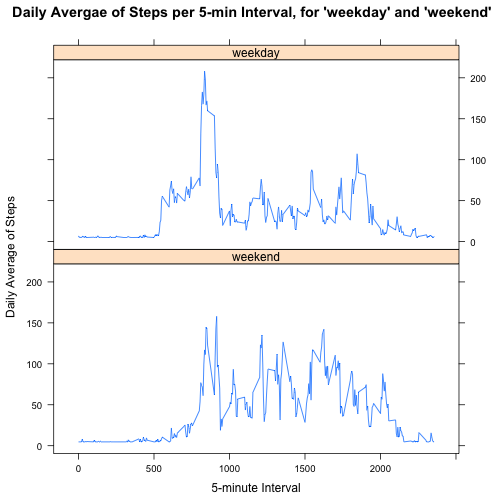 Daily Avergae of Steps per 5-min Interval, for 'weekday' and 'weekend'
weekday
200
150
100
50
0
weekend
200
150
100
50
0
0 500 1000 1500 2000
Daily Average of Steps
5-minute Interval